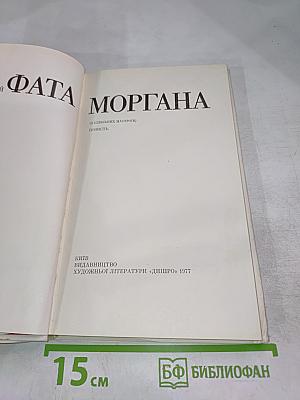 Й ФАТА МОРГАНА
ПОВІСТЬ
КИЇВ
ВИДАВНИЦТВО
ХУДОЖНЬОЇ ЛІТЕРАТУРИ «ДНІПРО» 1977
15 см
БФ БИБЛИОФАН